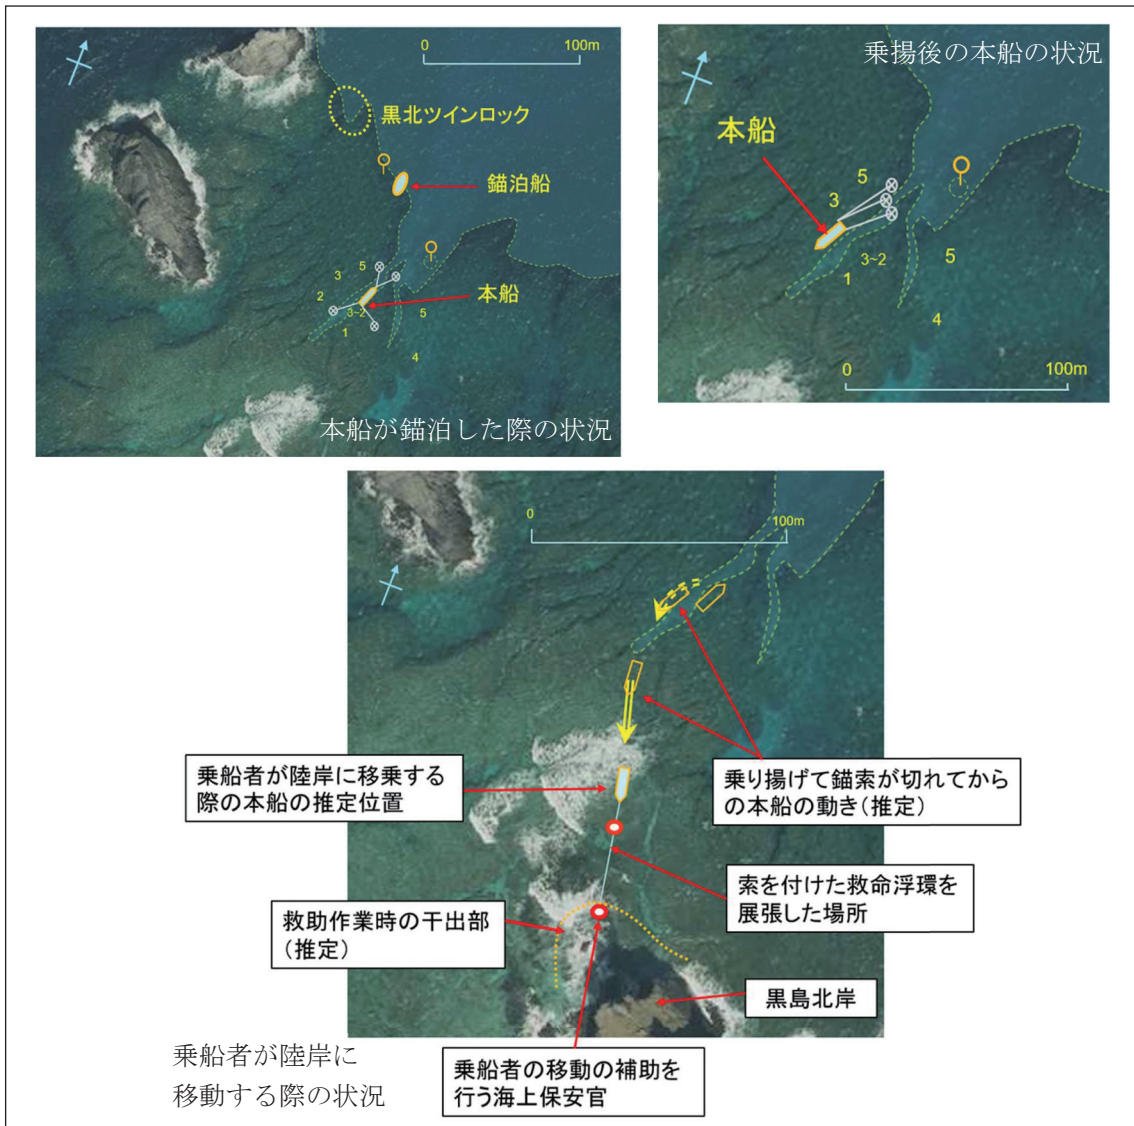 0
100m
黒北ツインロック
錨泊船
5
3
2
本船
3~2
5
1
4
本船が錨泊した際の状況
乗揚後の本船の状況
本船
5
3
3~2
5
1
4
0
100m
0
100m
乗船者が陸岸に移乗する
際の本船の推定位置
乗り揚げて錨索が切れてから
の本船の動き(推定)
索を付けた救命浮環を
展張した場所
救助作業時の干出部
(推定)
黒島北岸
乗船者が陸岸に
移動する際の状況
乗船者の移動の補助を
行う海上保安官